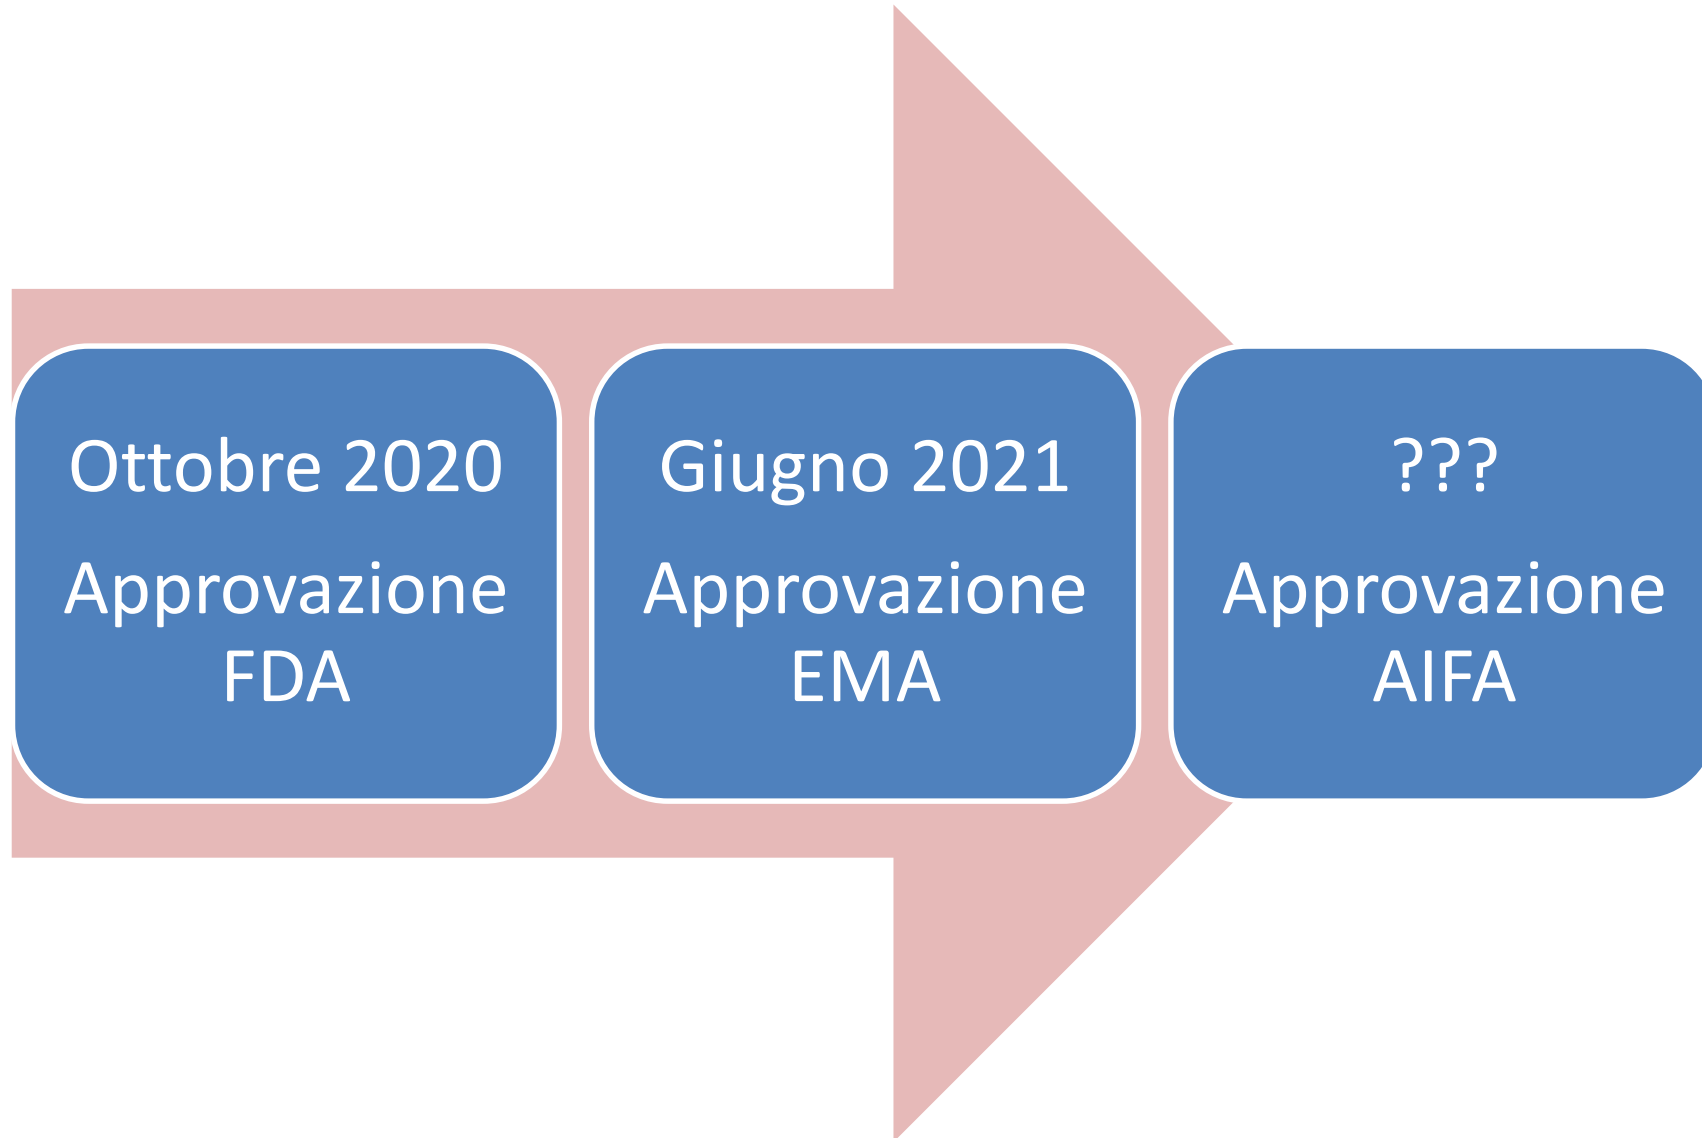 Ottobre 2020
Approvazione
FDA
Giugno 2021
Approvazione
EMA
???
Approvazione
AIFA